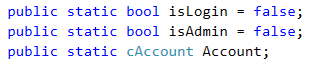 public static bool isLogin = false;
public static bool isAdmin = false;
public static cAccount Account;